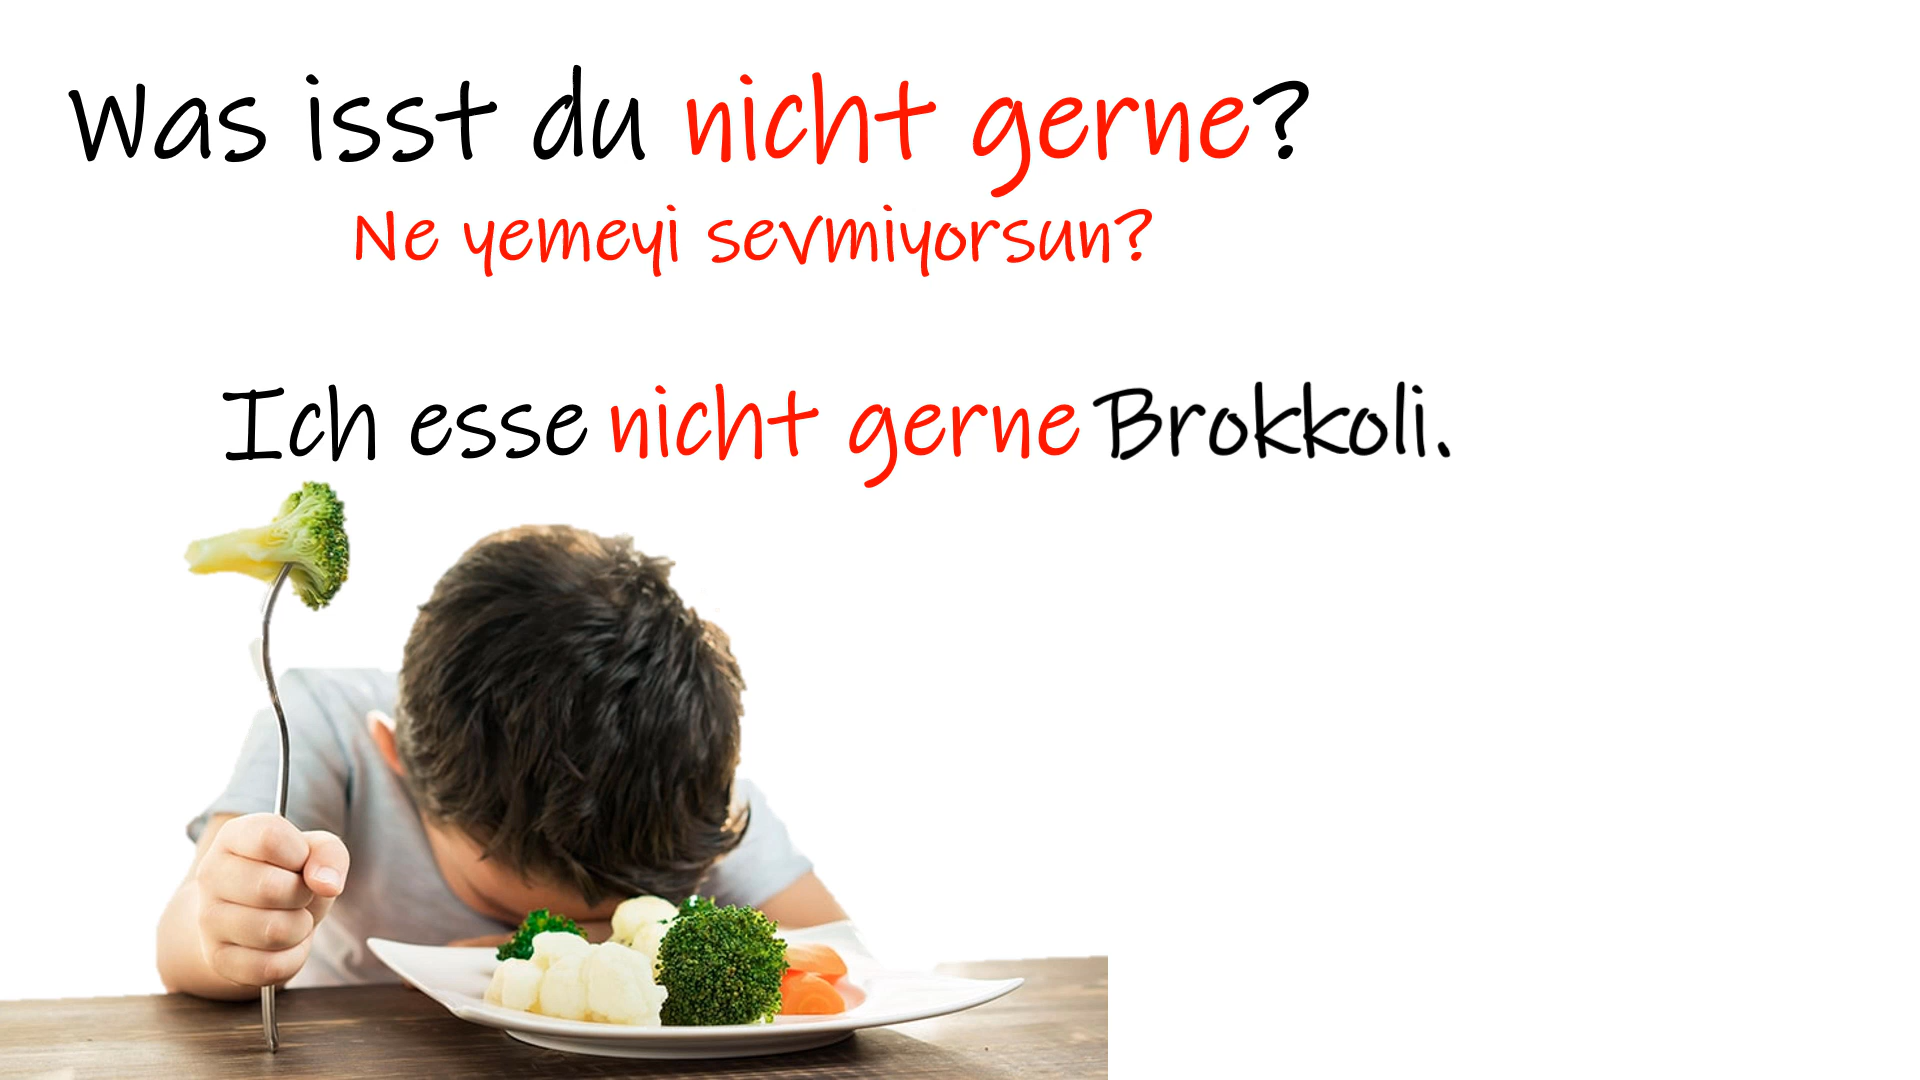 Was isst du nicht gerne?
Ne yemeyi sevmiyorsun?
Ich esse nicht gerne Brokkoli.